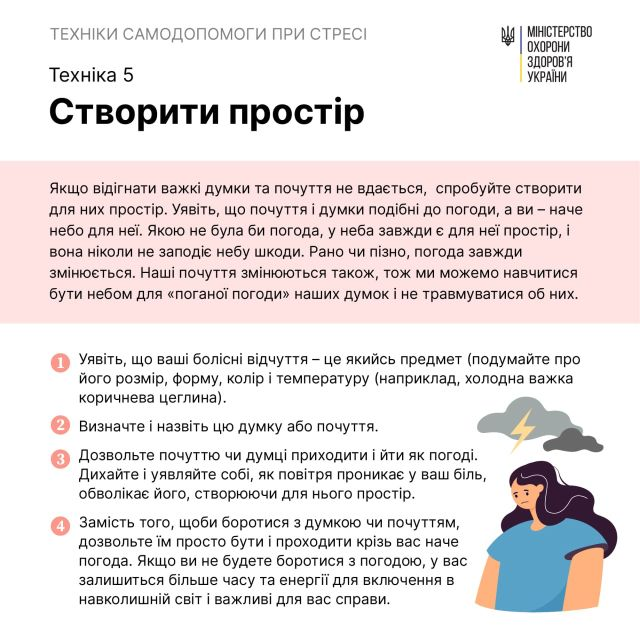 ТЕХНІКИ САМОДОПОМОГИ ПРИ СТРЕСІ
МІНІСТЕРСТВО
ОХОРОНИ
ЗДОРОВ'Я
УКРАЇНИ
Техніка 5
Створити простір
Якщо відігнати важкі думки та почуття не вдається, спробуйте створити
для них простір. Уявіть, що почуття і думки подібні до погоди, а ви – наче
небо для неї. Якою не була би погода, у неба завжди є для неї простір, і
вона ніколи не заподіє небу шкоди. Рано чи пізно, погода завжди
змінюється. Наші почуття змінюються також, тож ми можемо навчитися
бути небом для «поганої погоди» наших думок і не травмуватися об них.
1 Уявіть, що ваші болісні відчуття – це якийсь предмет (подумайте про
його розмір, форму, колір і температуру (наприклад, холодна важка
коричнева цеглина).
2 Визначте і назвіть цю думку або почуття.
3 Дозвольте почуттю чи думці приходити і йти як погоді.
Дихайте і уявляйте собі, як повітря проникає у ваш біль,
обволікає його, створюючи для нього простір.
4 Замість того, щоби боротися з думкою чи почуттям,
дозвольте їм просто бути і проходити крізь вас наче
погода. Якщо ви не будете боротися з погодою, у вас
залишиться більше часу та енергії для включення в
навколишній світ і важливі для вас справи.